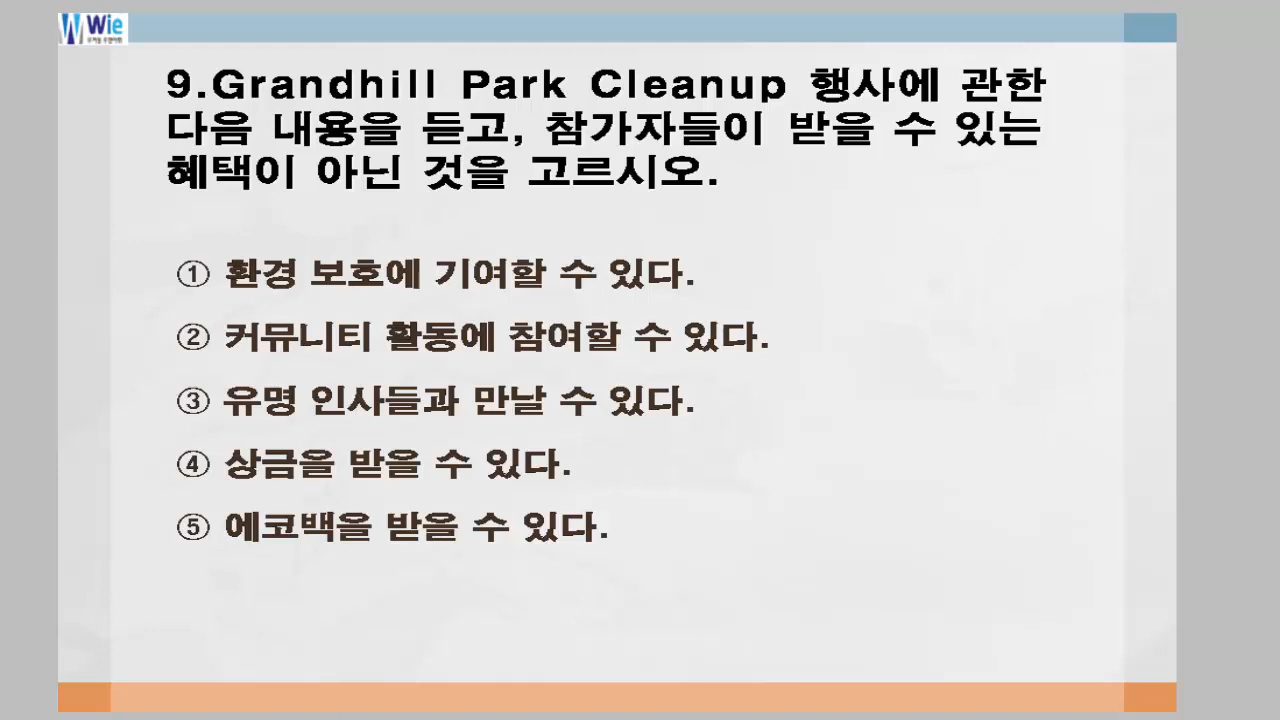 Wie
9.Grandhill Park Cleanup 행사에 관한
다음 내용을 듣고, 참가자들이 받을 수 있는
혜택이 아닌 것을 고르시오.
① 환경 보호에 기여할 수 있다.
② 커뮤니티 활동에 참여할 수 있다.
③ 유명 인사들과 만날 수 있다.
④ 상금을 받을 수 있다.
⑤ 에코백을 받을 수 있다.